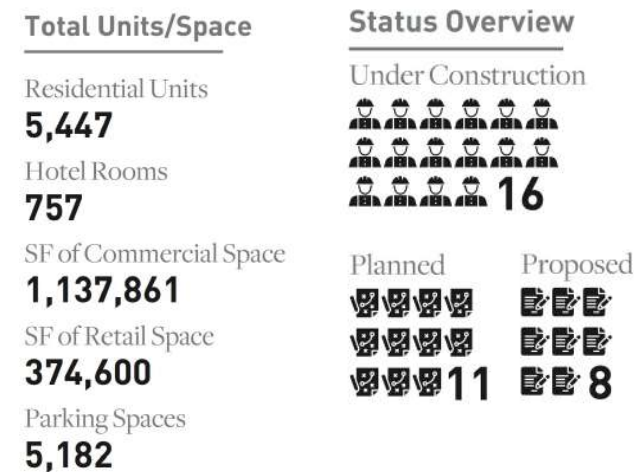 Total Units/Space
Residential Units
5,447
Hotel Rooms
757
SF of Commercial Space
1,137,861
SF of Retail Space
374,600
Parking Spaces
5,182
Status Overview
Under Construction
16
Planned
11
Proposed
8